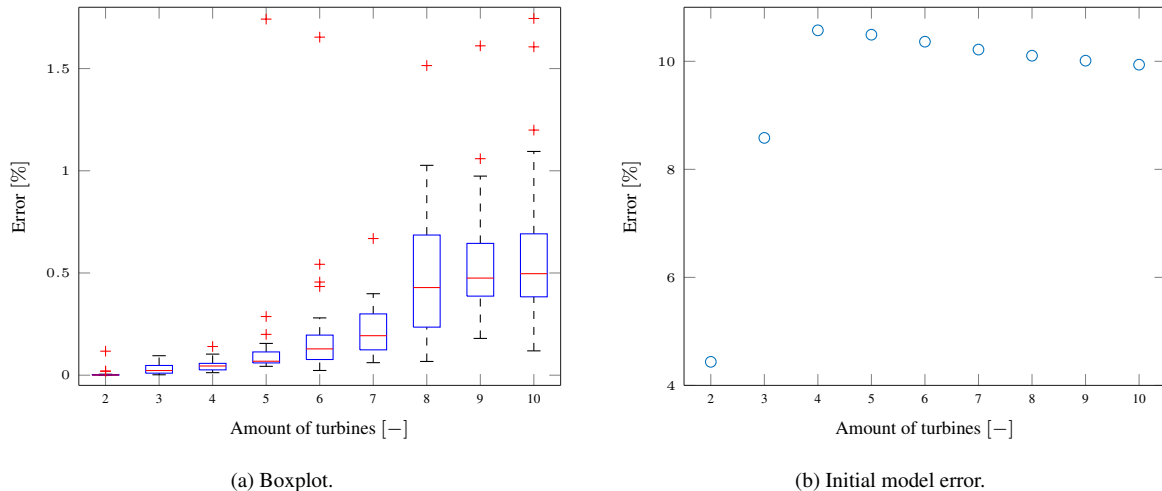 1.5
1
0.5
0
Error [%]
2 3 4 5 6 7 8 9 10
Amount of turbines [−]
(a) Boxplot.
10
8
6
4
Error [%]
2 3 4 5 6 7 8 9 10
Amount of turbines [−]
(b) Initial model error.